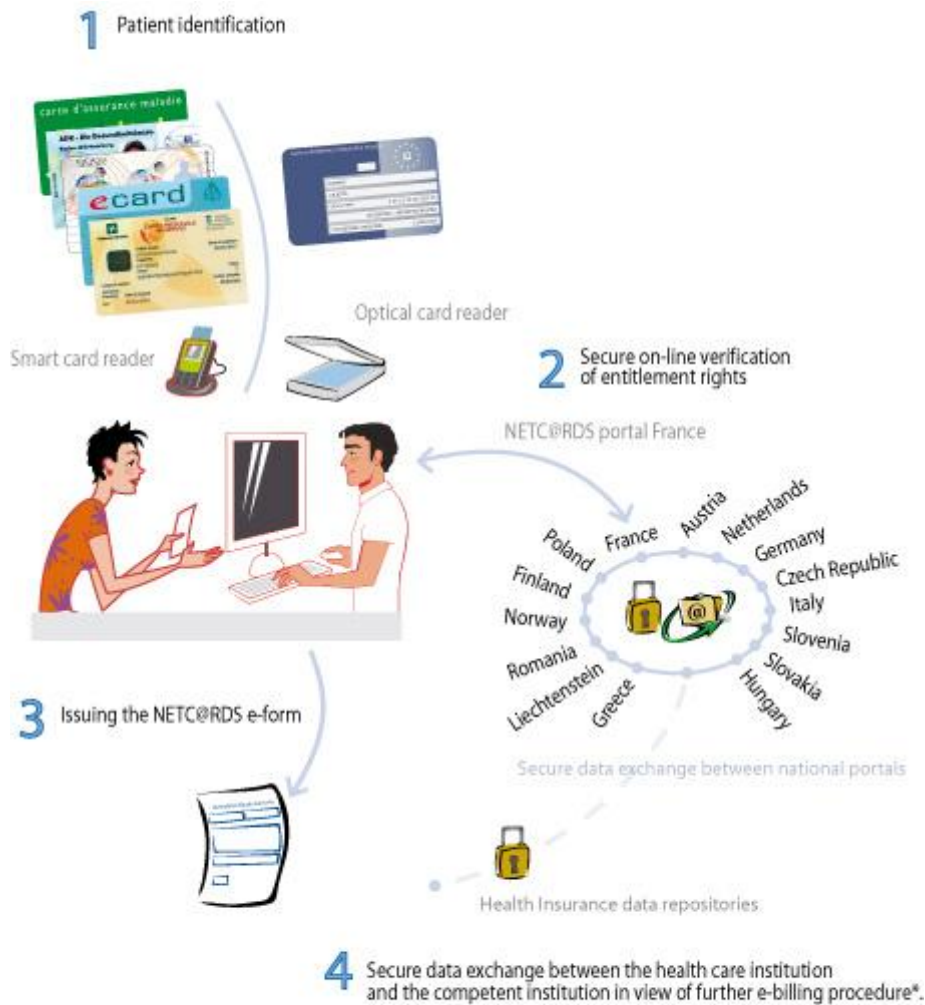 1 Patient identification
carte d'assurance maladie
ecard
Optical card reader
Smart card reader
2 Secure on-line verification
of entitlement rights
NETC@RDS portal France
Poland
France
Austria
Netherlands
Finland
Germany
Norway
Czech Republic
Italy
Romania
Slovenia
Liechtenstein
Slovakia
Greece
Hungary
@
3 Issuing the NETC@RDS e-form
Secure data exchange between national portals
Health Insurance data repositories
4 Secure data exchange between the health care institution
and the competent institution in view of further e-billing procedure*.